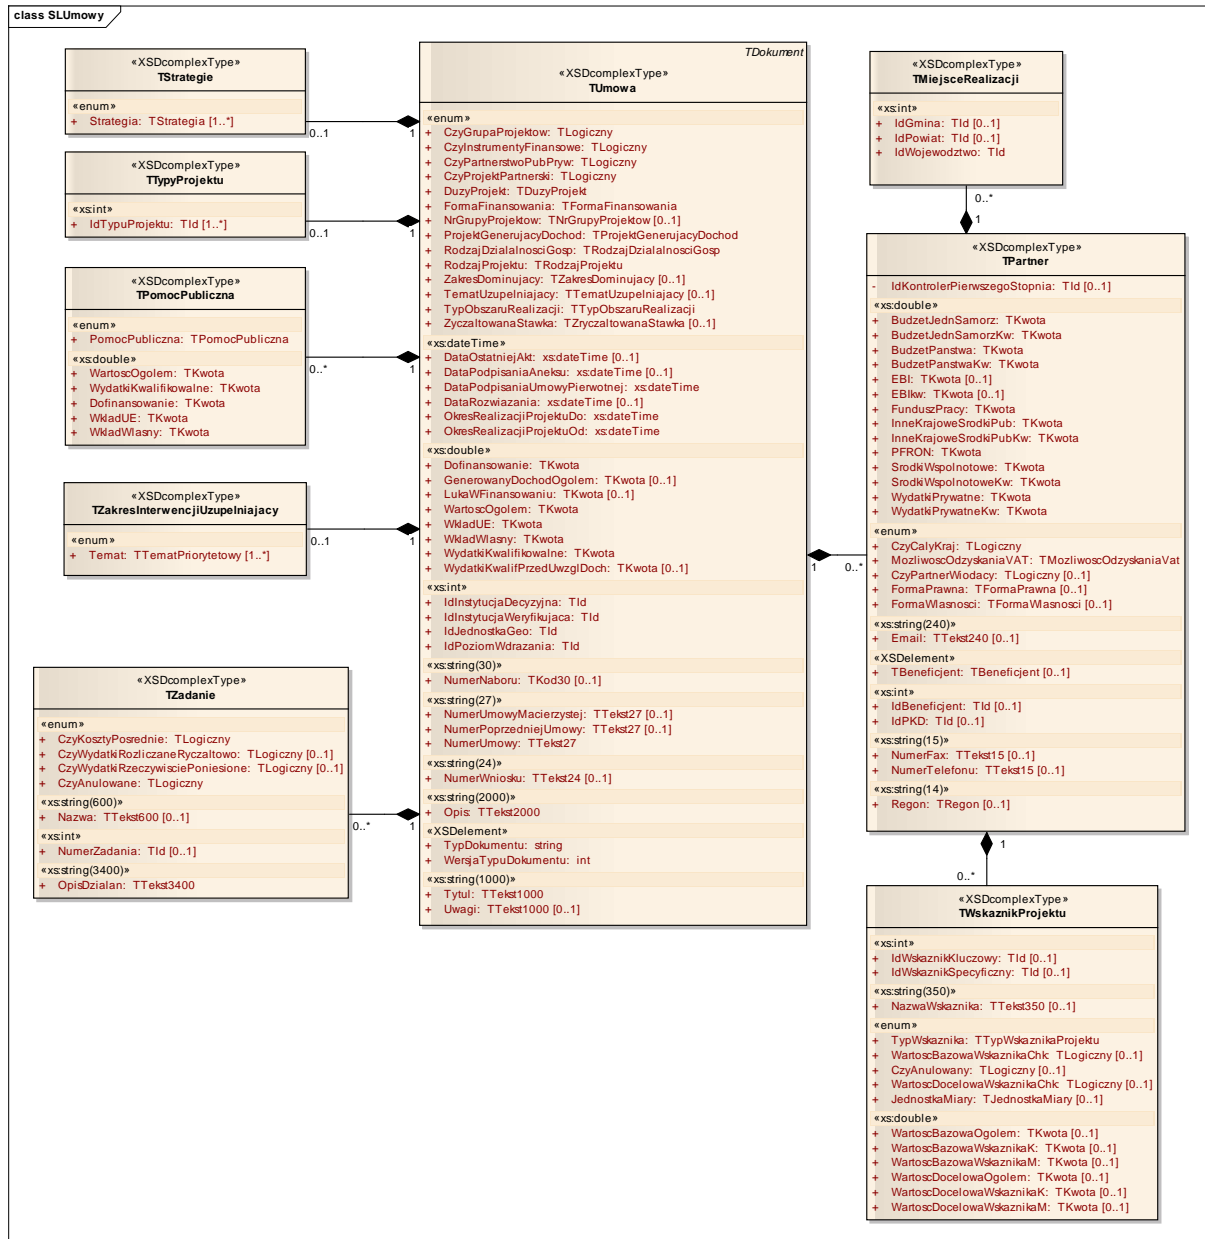 class SLUmowy
«XSDcomplexType»
TStrategie
«enum»
+ Strategia: TStrategia [1..*]
0..1
1
«XSDcomplexType»
TTypyProjektu
«xs:int»
+ IdTypuProjektu: TId [1..*]
0..1
1
«XSDcomplexType»
TPomocPubliczna
«enum»
+ PomocPubliczna: TPomocPubliczna
«xs:double»
+ WartoscOgolem: TKwota
+ WydatkiKwalifikowalne: TKwota
+ Dofinansowanie: TKwota
+ WkladUE: TKwota
+ WkladWlasny: TKwota
0..*
1
«XSDcomplexType»
TZakresInterwencjiUzupelniajacy
«enum»
+ Temat: TTematPriorytetowy [1..*]
0..1
1
«XSDcomplexType»
TZadanie
«enum»
+ CzyKosztyPosrednie: TLogiczny
+ CzyWydatkiRozliczaneRyczaltowo: TLogiczny [0..1]
+ CzyWydatkiRzeczywisciePoniesione: TLogiczny [0..1]
+ CzyAnulowane: TLogiczny
«xs:string(600)»
+ Nazwa: TTekst600 [0..1]
«xs:int»
+ NumerZadania: TId [0..1]
«xs:string(3400)»
+ OpisDzialan: TTekst3400
0..*
1
TDokument
«XSDcomplexType»
TUmowa
«enum»
+ CzyGrupaProjektow: TLogiczny
+ CzyInstrumentyFinansowe: TLogiczny
+ CzyPartnerstwoPubPryw: TLogiczny
+ CzyProjektPartnerski: TLogiczny
+ DuzyProjekt: TDuzyProjekt
+ FormaFinansowania: TFormaFinansowania
+ NrGrupyProjektow: TNrGrupyProjektow [0..1]
+ ProjektGenerujacyDochod: TProjektGenerujacyDochod
+ RodzajDzialalnosciGosp: TRodzajDzialalnosciGosp
+ RodzajProjektu: TRodzajProjektu
+ ZakresDominujacy: TZakresDominujacy [0..1]
+ TematUzupelniajacy: TTematUzupelniajacy [0..1]
+ TypObszaruRealizacji: TTypObszaruRealizacji
+ ZyczaltowanaStawka: TZryczaltowanaStawka [0..1]
«xs:dateTime»
+ DataOstatniejAkt: xs:dateTime [0..1]
+ DataPodpisaniaAneksu: xs:dateTime [0..1]
+ DataPodpisaniaUmowyPierwotnej: xs:dateTime
+ DataRozwiazania: xs:dateTime [0..1]
+ OkresRealizacjiProjektuDo: xs:dateTime
+ OkresRealizacjiProjektuOd: xs:dateTime
«xs:double»
+ Dofinansowanie: TKwota
+ GenerowanyDochodOgolem: TKwota [0..1]
+ LukaWFinansowaniu: TKwota [0..1]
+ WartoscOgolem: TKwota
+ WkladUE: TKwota
+ WkladWlasny: TKwota
+ WydatkiKwalifikowalne: TKwota
+ WydatkiKwalifPrzedUwzglDoch: TKwota [0..1]
«xs:int»
+ IdInstytucjaDecyzyjna: TId
+ IdInstytucjaWeryfikujaca: TId
+ IdJednostkaGeo: TId
+ IdPoziomWdrazania: TId
«xs:string(30)»
+ NumerNaboru: TKod30 [0..1]
«xs:string(27)»
+ NumerUmowyMacierzystej: TTekst27 [0..1]
+ NumerPoprzedniejUmowy: TTekst27 [0..1]
+ NumerUmowy: TTekst27
«xs:string(24)»
+ NumerWniosku: TTekst24 [0..1]
«xs:string(2000)»
+ Opis: TTekst2000
«XSDelement»
+ TypDokumentu: string
+ WersjaTypuDokumentu: int
«xs:string(1000)»
+ Tytul: TTekst1000
+ Uwagi: TTekst1000 [0..1]
1
0..*
«XSDcomplexType»
TMiejsceRealizacji
«xs:int»
+ IdGmina: TId [0..1]
+ IdPowiat: TId [0..1]
+ IdWojewodztwo: TId
0..*
1
«XSDcomplexType»
TPartner
- IdKontrolerPierwszegoStopnia: TId [0..1]
«xs:double»
+ BudzetJednSamorz: TKwota
+ BudzetJednSamorzKw: TKwota
+ BudzetPanstwa: TKwota
+ BudzetPanstwaKw: TKwota
+ EBI: TKwota [0..1]
+ EBIkw: TKwota [0..1]
+ FunduszPracy: TKwota
+ InneKrajoweSrodkiPub: TKwota
+ InneKrajoweSrodkiPubKw: TKwota
+ PFRON: TKwota
+ SrodkiWspolnotowe: TKwota
+ SrodkiWspolnotoweKw: TKwota
+ WydatkiPrywatne: TKwota
+ WydatkiPrywatneKw: TKwota
«enum»
+ CzyCalyKraj: TLogiczny
+ MozliwoscOdzyskaniaVAT: TMozliwoscOdzyskaniaVat
+ CzyPartnerWiodacy: TLogiczny [0..1]
+ FormaPrawna: TFormaPrawna [0..1]
+ FormaWlasnosci: TFormaWlasnosci [0..1]
«xs:string(240)»
+ Email: TTekst240 [0..1]
«XSDelement»
+ TBeneficjent: TBeneficjent [0..1]
«xs:int»
+ IdBeneficjent: TId [0..1]
+ IdPKD: TId [0..1]
«xs:string(15)»
+ NumerFax: TTekst15 [0..1]
+ NumerTelefonu: TTekst15 [0..1]
«xs:string(14)»
+ Regon: TRegon [0..1]
1
0..*
«XSDcomplexType»
TWskaznikProjektu
«xs:int»
+ IdWskaznikKluczowy: TId [0..1]
+ IdWskaznikSpecyficzny: TId [0..1]
«xs:string(350)»
+ NazwaWskaznika: TTekst350 [0..1]
«enum»
+ TypWskaznika: TTypWskaznikaProjektu
+ WartoscBazowaWskaznikaChk: TLogiczny [0..1]
+ CzyAnulowany: TLogiczny [0..1]
+ WartoscDocelowaWskaznikaChk: TLogiczny [0..1]
+ JednostkaMiary: TJednostkaMiary [0..1]
«xs:double»
+ WartoscBazowaOgolem: TKwota [0..1]
+ WartoscBazowaWskaznikaK: TKwota [0..1]
+ WartoscBazowaWskaznikaM: TKwota [0..1]
+ WartoscDocelowaOgolem: TKwota [0..1]
+ WartoscDocelowaWskaznikaK: TKwota [0..1]
+ WartoscDocelowaWskaznikaM: TKwota [0..1]